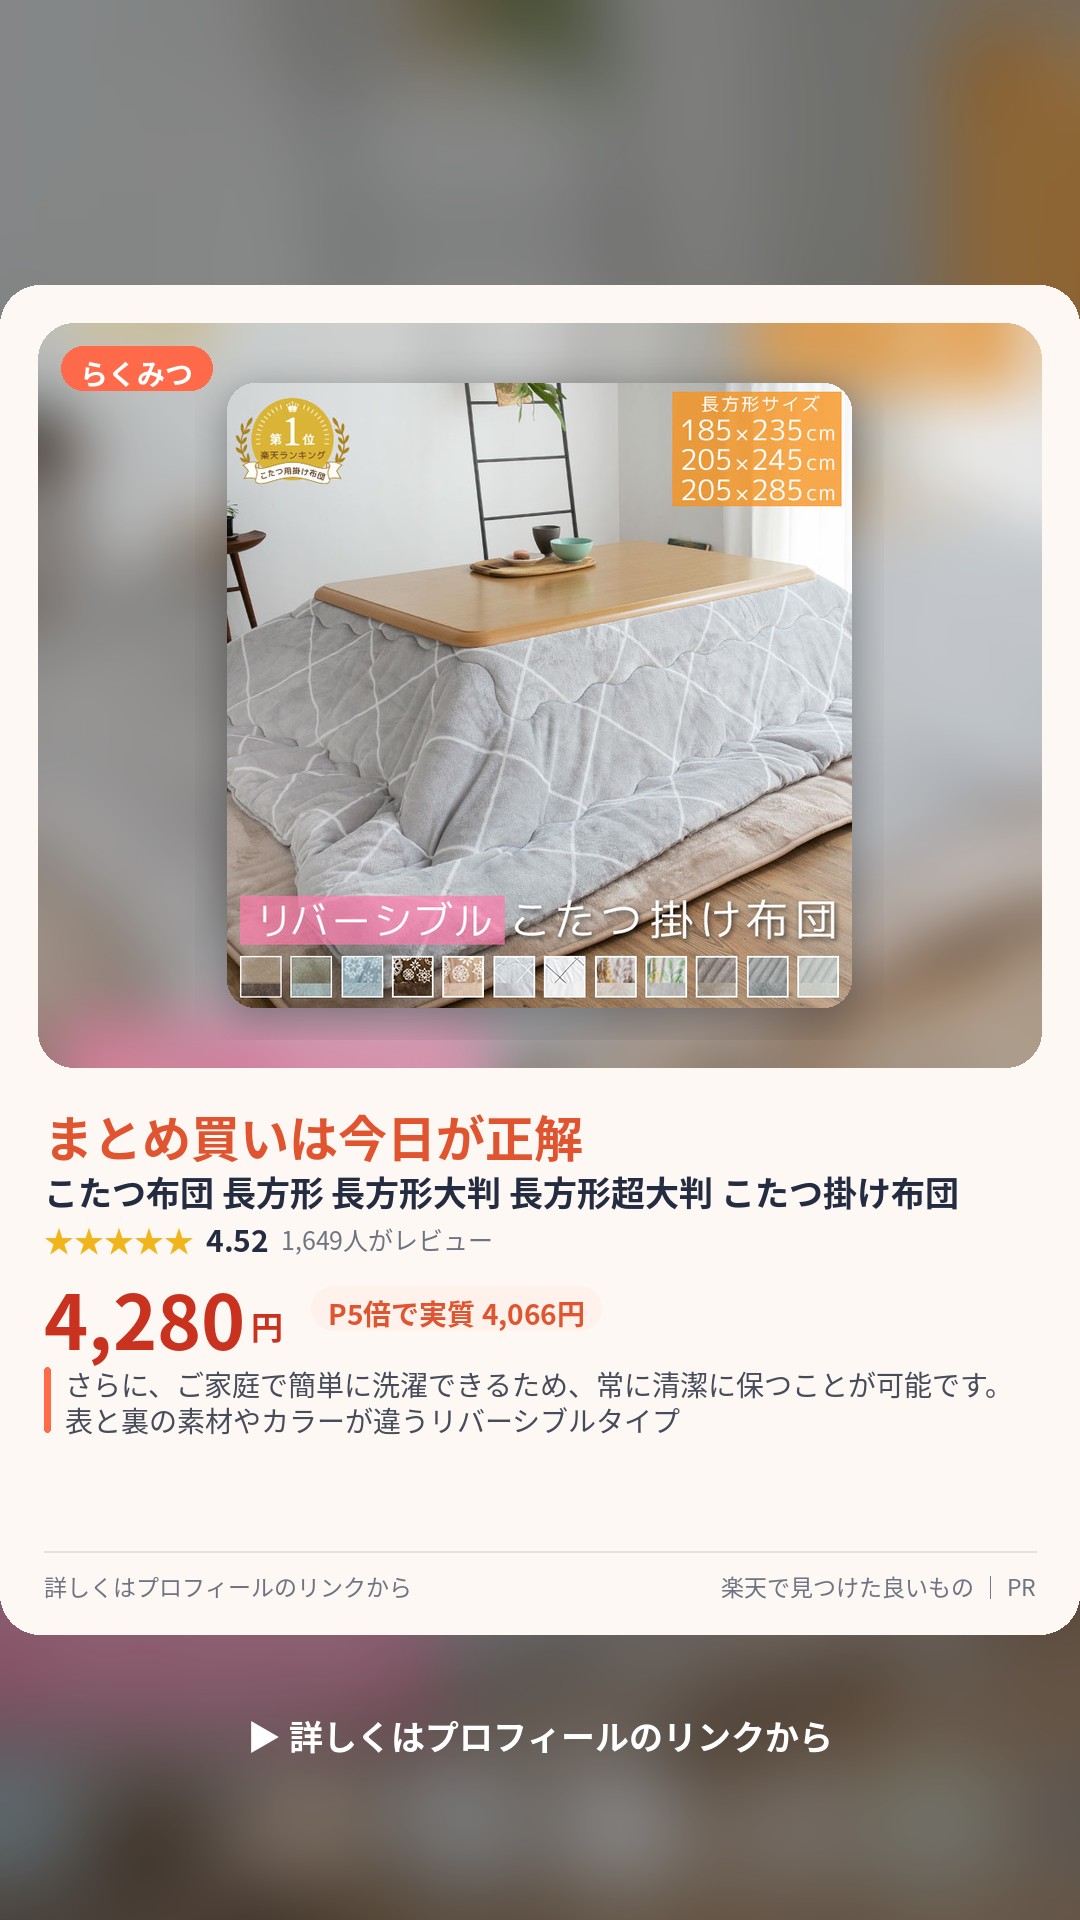 らくみつ
第1位
楽天ランキング
こたつ用掛け布団
長方形サイズ
185×235cm
205×245cm
205×285cm
リバーシブル こたつ掛け布団
まとめ買いは今日が正解
こたつ布団 長方形 長方形大判 長方形超大判 こたつ掛け布団
★★★★★ 4.52 1,649人がレビュー
4,280円 P5倍で実質 4,066円
さらに、ご家庭で簡単に洗濯できるため、常に清潔に保つことが可能です。
表と裏の素材やカラーが違うリバーシブルタイプ
詳しくはプロフィールのリンクから
楽天で見つけた良いもの｜PR
▶ 詳しくはプロフィールのリンクから